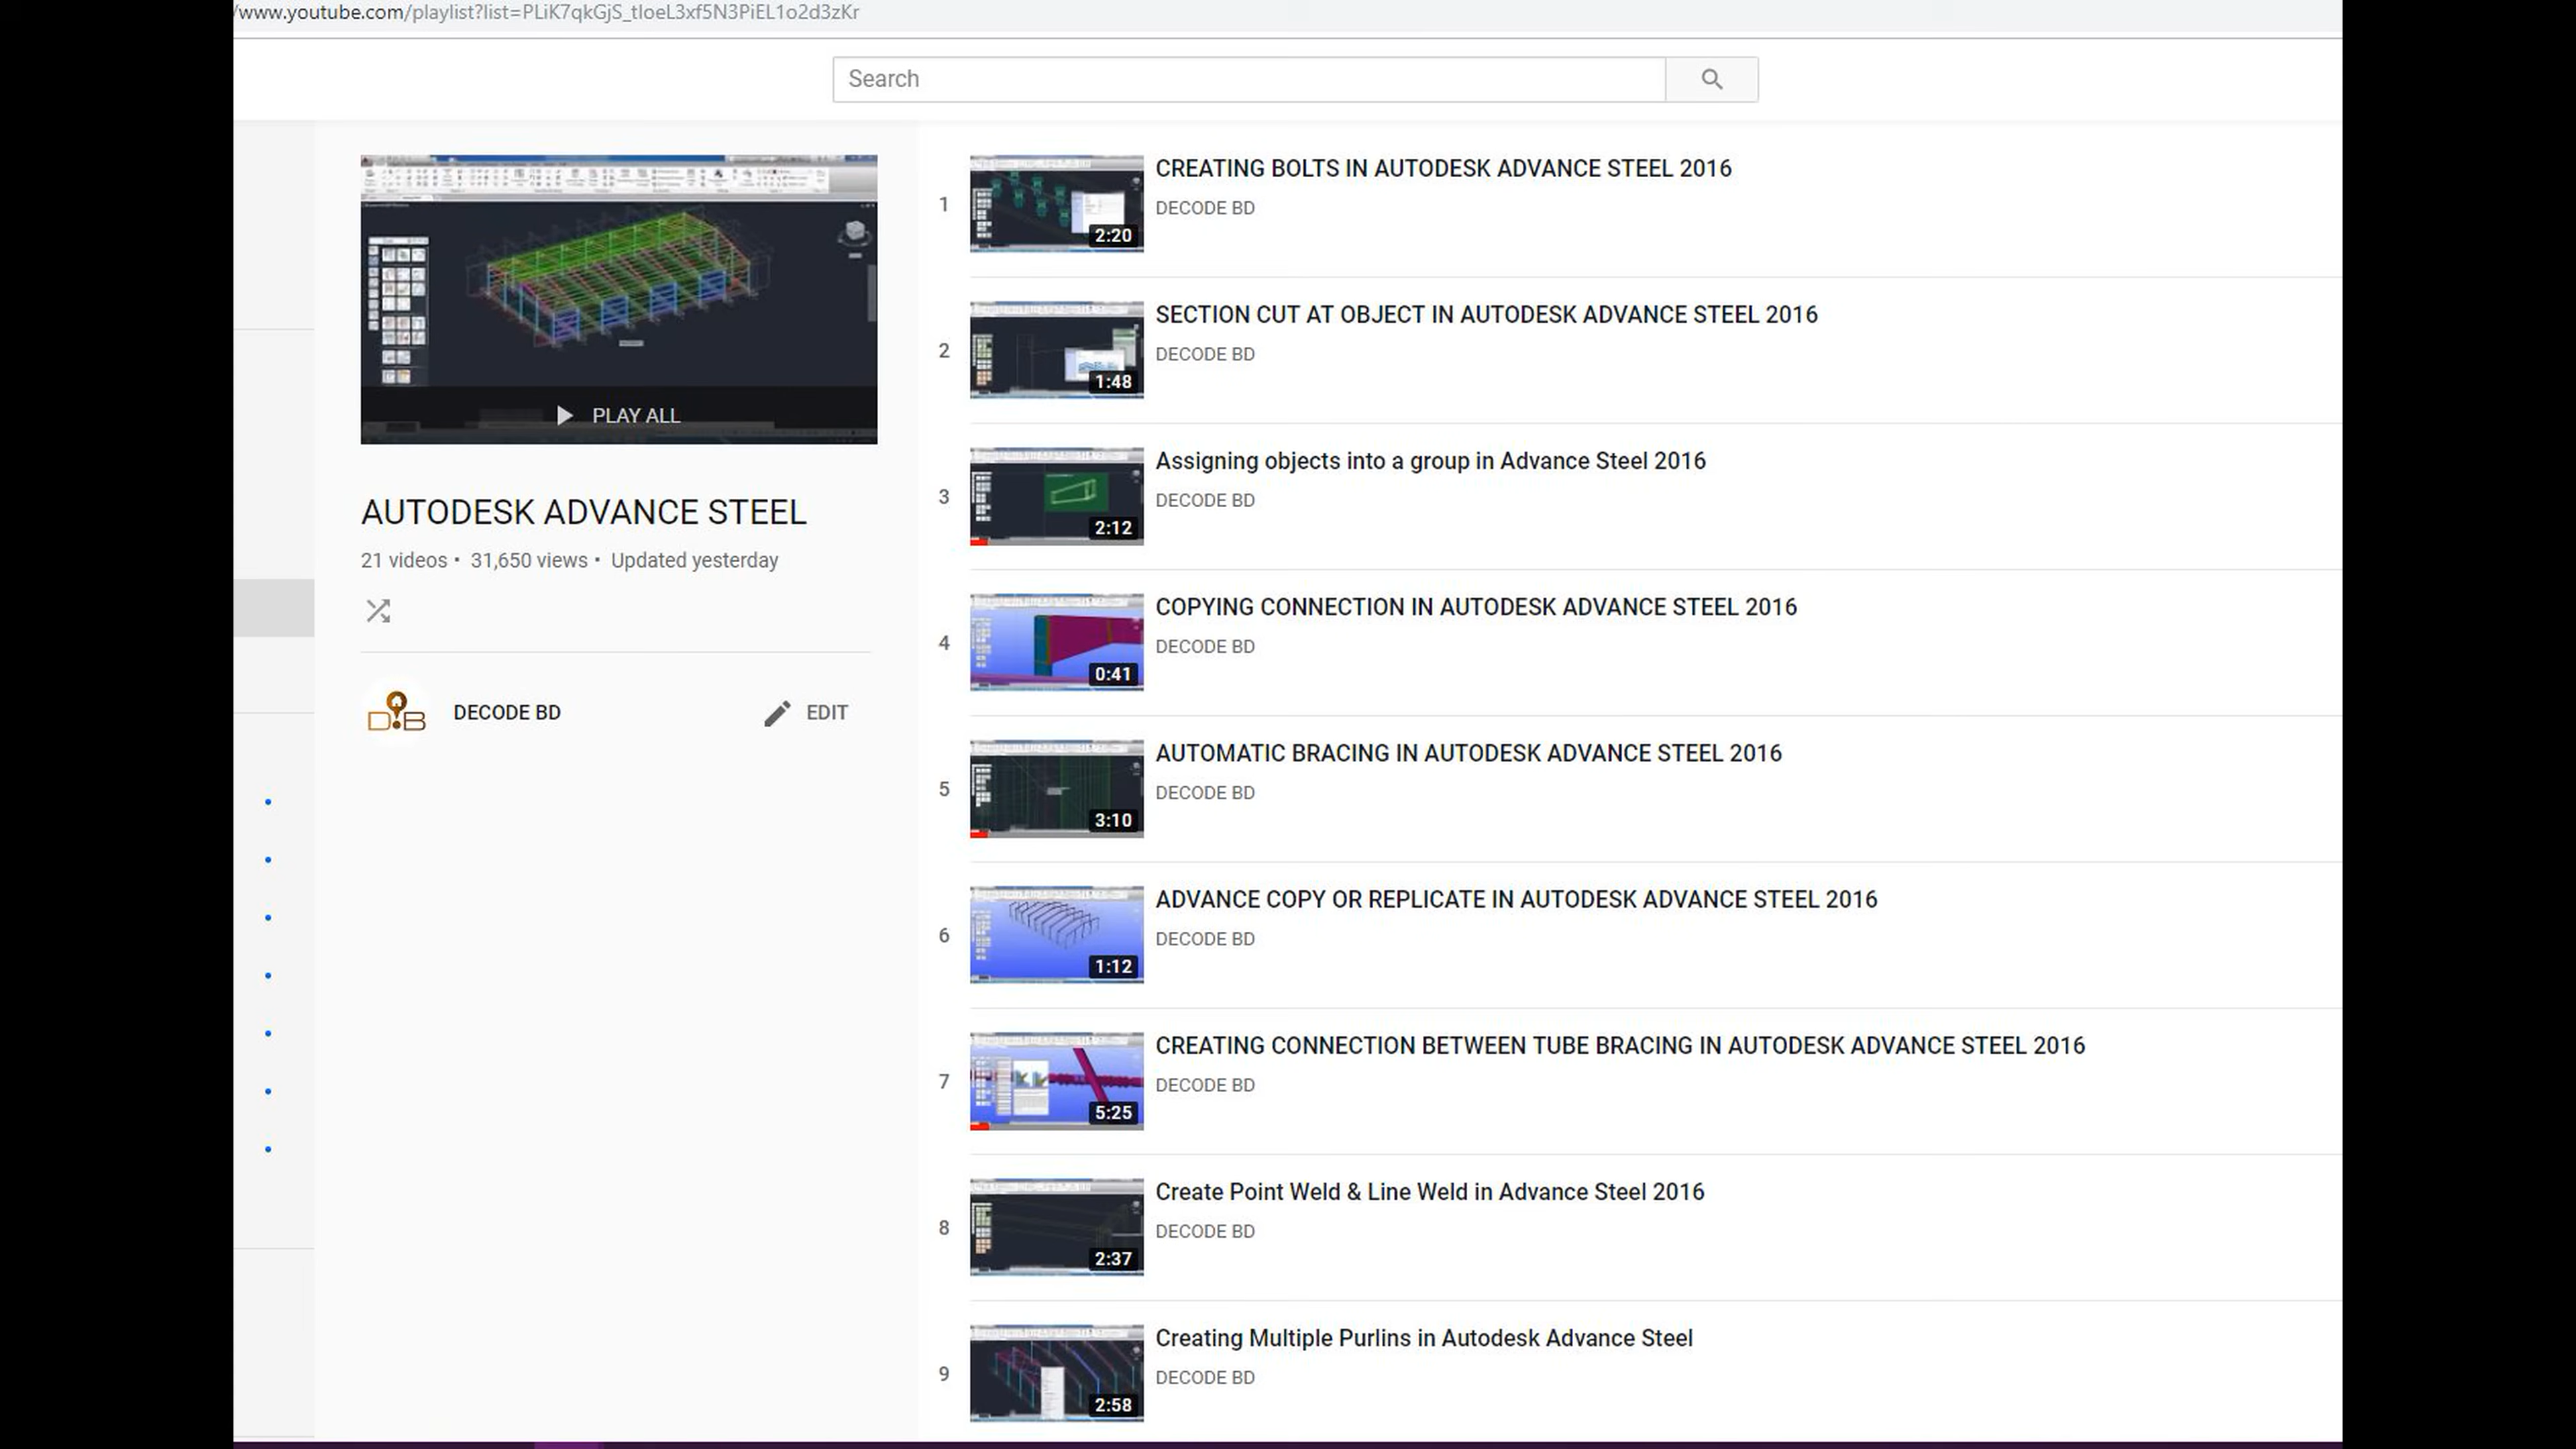 /www.youtube.com/playlist?list=PLiK7qkGjS_tIoeL3xf5N3PiEL1o2d3zKr
Search
PLAY ALL
AUTODESK ADVANCE STEEL
21 videos • 31,650 views • Updated yesterday
D B
DECODE BD
EDIT
1
2:20
CREATING BOLTS IN AUTODESK ADVANCE STEEL 2016
DECODE BD
2
1:48
SECTION CUT AT OBJECT IN AUTODESK ADVANCE STEEL 2016
DECODE BD
3
2:12
Assigning objects into a group in Advance Steel 2016
DECODE BD
4
0:41
COPYING CONNECTION IN AUTODESK ADVANCE STEEL 2016
DECODE BD
5
3:10
AUTOMATIC BRACING IN AUTODESK ADVANCE STEEL 2016
DECODE BD
6
1:12
ADVANCE COPY OR REPLICATE IN AUTODESK ADVANCE STEEL 2016
DECODE BD
7
5:25
CREATING CONNECTION BETWEEN TUBE BRACING IN AUTODESK ADVANCE STEEL 2016
DECODE BD
8
2:37
Create Point Weld & Line Weld in Advance Steel 2016
DECODE BD
9
2:58
Creating Multiple Purlins in Autodesk Advance Steel
DECODE BD